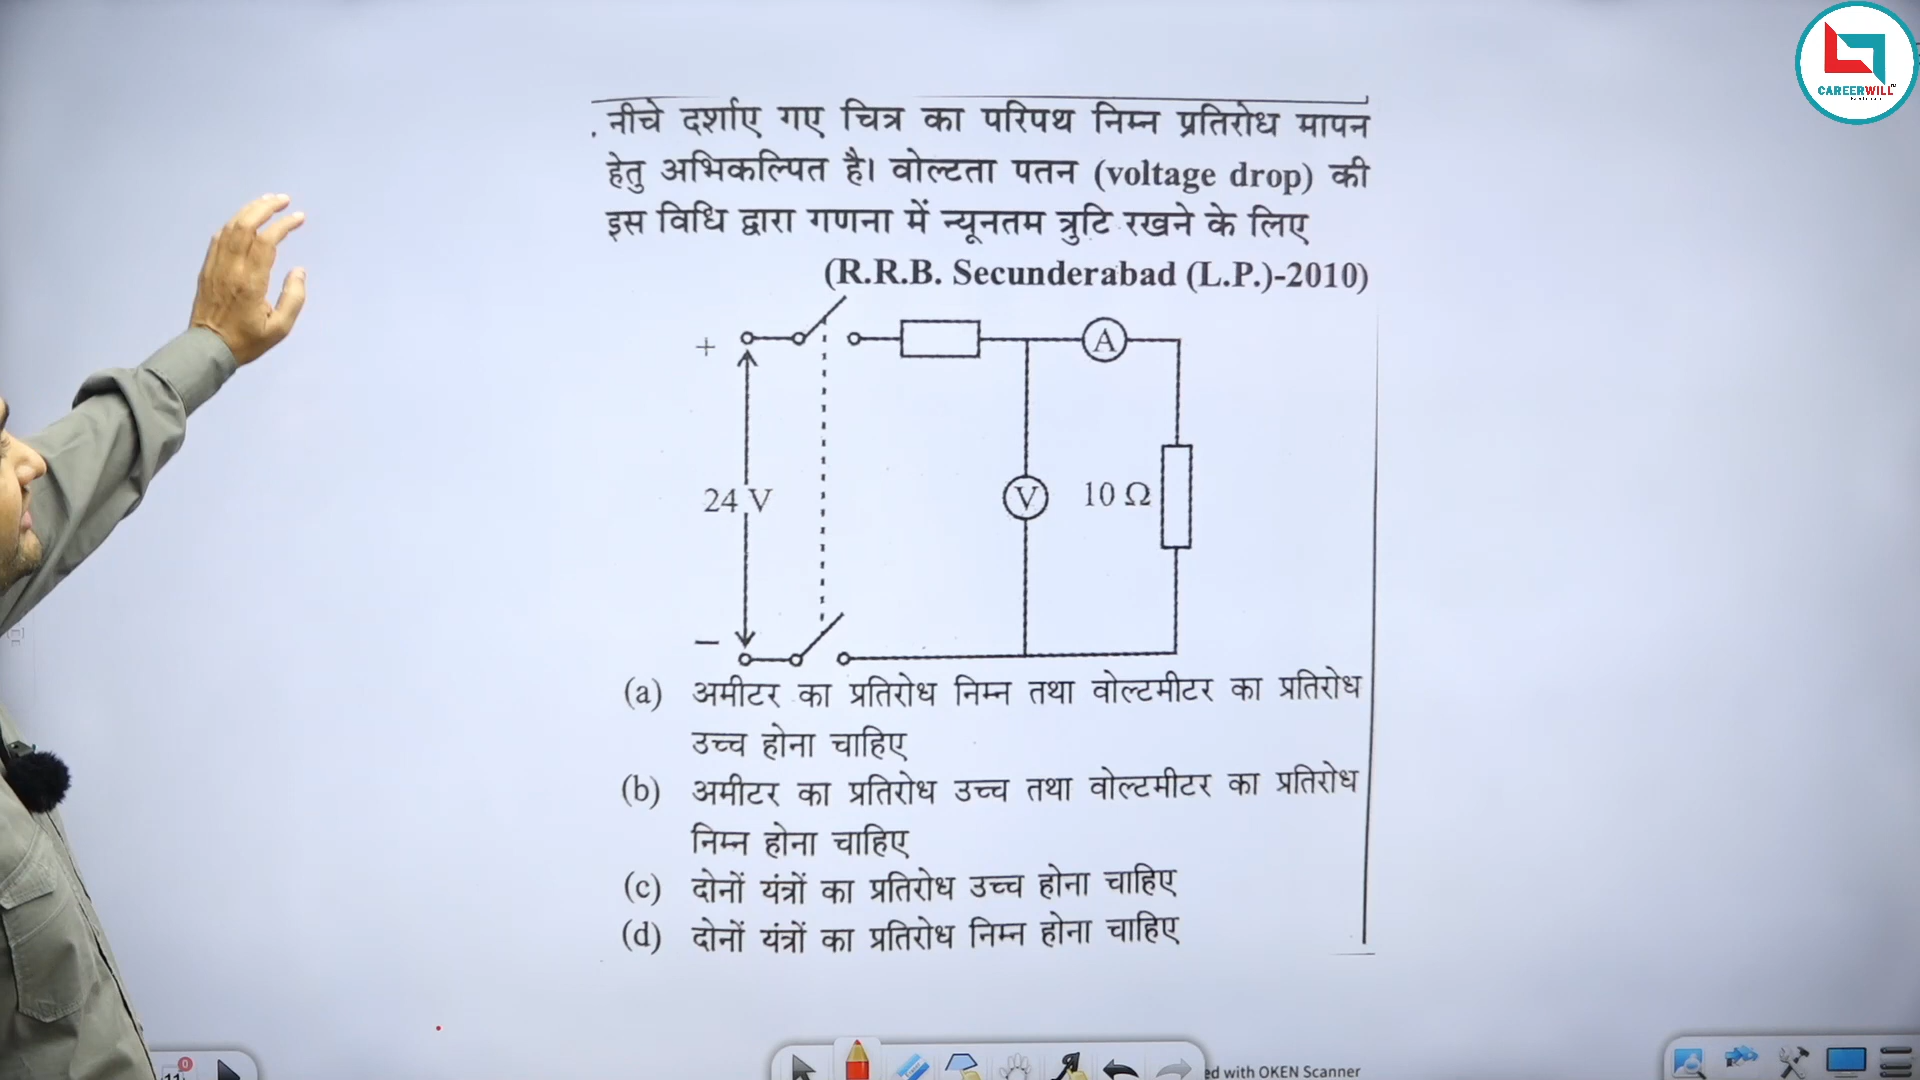 CAREERWILL
नीचे दर्शाए गए चित्र का परिपथ निम्न प्रतिरोध मापन
हेतु अभिकल्पित है। वोल्टता पतन (voltage drop) की
इस विधि द्वारा गणना में न्यूनतम त्रुटि रखने के लिए
(R.R.B. Secunderabad (L.P.)-2010)
+
A
24 V
V
10 Ω
−
(a) अमीटर का प्रतिरोध निम्न तथा वोल्टमीटर का प्रतिरोध
उच्च होना चाहिए
(b) अमीटर का प्रतिरोध उच्च तथा वोल्टमीटर का प्रतिरोध
निम्न होना चाहिए
(c) दोनों यंत्रों का प्रतिरोध उच्च होना चाहिए
(d) दोनों यंत्रों का प्रतिरोध निम्न होना चाहिए
with OKEN Scanner